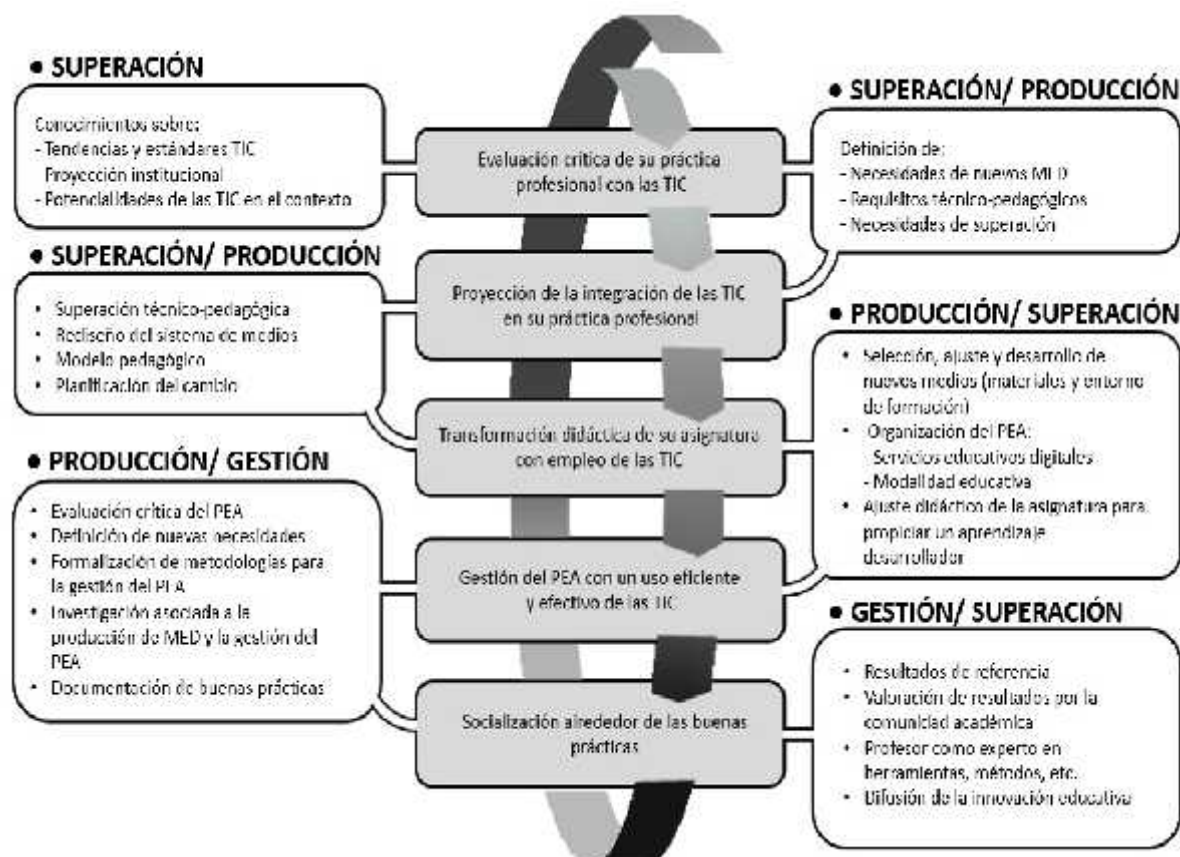 • SUPERACIÓN
Conocimientos sobre:
- Tendencias y estándares TIC
Proyección institucional
- Potencialidades de las TIC en el contexto
• SUPERACIÓN/ PRODUCCIÓN
• Superación técnico-pedagógica
• Rediseño del sistema de medios
• Modelo pedagógico
• Planificación del cambio
• PRODUCCIÓN/ GESTIÓN
• Evaluación crítica del PEA
• Definición de nuevas necesidades
• Formalización de metodologías para
la gestión del PEA
• Investigación asociada a la
producción de MED y la gestión del
PEA
• Documentación de buenas prácticas
Evaluación crítica de su práctica
profesional con las TIC
Proyección de la integración de las TIC
en su práctica profesional
Transformación didáctica de su asignatura
con empleo de las TIC
Gestión del PEA con un uso eficiente
y efectivo de las TIC
Socialización alrededor de las buenas
prácticas
• SUPERACIÓN/ PRODUCCIÓN
Definición de:
- Necesidades de nuevos MED
- Requisitos técnico-pedagógicos
- Necesidades de superación
• PRODUCCIÓN/ SUPERACIÓN
• Selección, ajuste y desarrollo de
nuevos medios (materiales y entorno
de formación)
• Organización del PEA:
Servicios educativos digitales
- Modalidad educativa
• Ajuste didáctico de la asignatura para
propiciar un aprendizaje
desarrollador
• GESTIÓN/ SUPERACIÓN
• Resultados de referencia
• Valoración de resultados por la
comunidad académica
• Profesor como experto en
herramientas, métodos, etc.
• Difusión de la innovación educativa